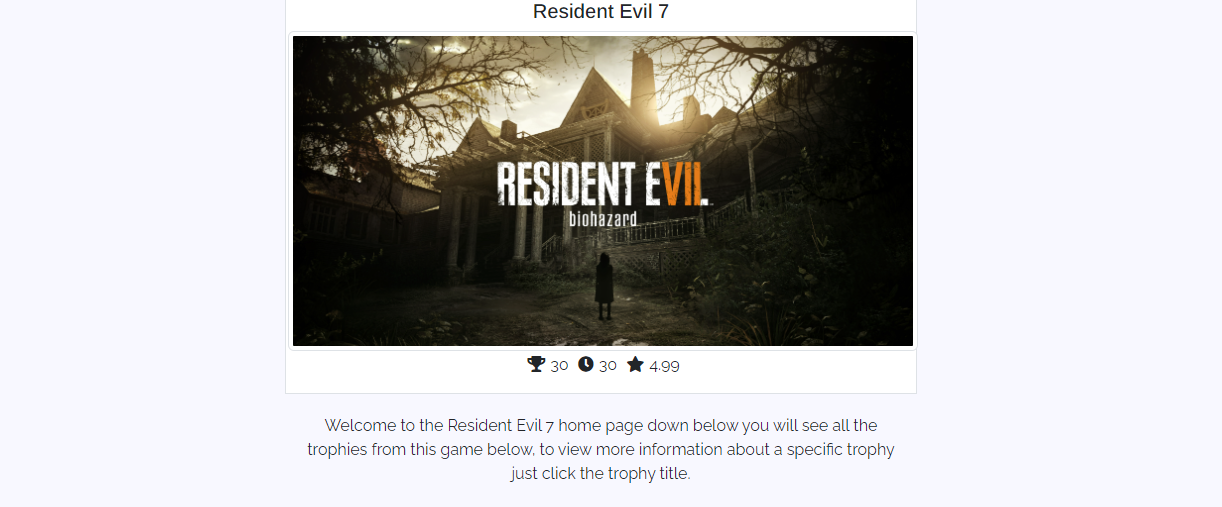 Resident Evil 7
RESIDENT EVIL
biohazard
30 30 4.99
Welcome to the Resident Evil 7 home page down below you will see all the
trophies from this game below, to view more information about a specific trophy
just click the trophy title.